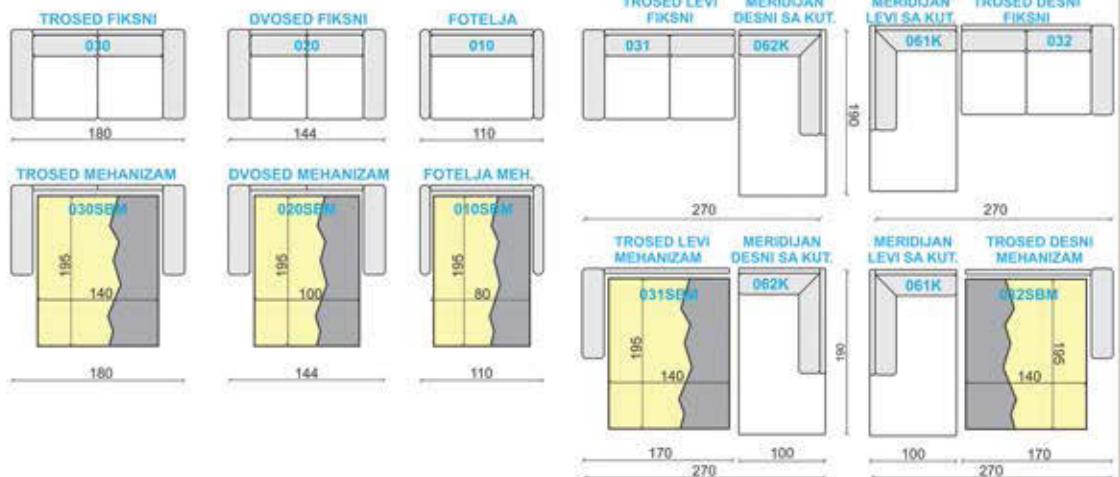 TROSED FIKSNI
030
180
DVOSED FIKSNI
020
144
FOTELJA
010
110
TROSED LEVI
FIKSNI
031
MERIDIJAN
DESNI SA KUT.
062K
190
270
MERIDIJAN
LEVI SA KUT.
061K
TROSED DESNI
FIKSNI
032
270
TROSED MEHANIZAM
030SBM
195
140
180
DVOSED MEHANIZAM
020SBM
195
100
144
FOTELJA MEH.
010SBM
195
80
110
TROSED LEVI
MEHANIZAM
031SBM
195
140
170
MERIDIJAN
DESNI SA KUT.
062K
190
100
270
MERIDIJAN
LEVI SA KUT.
061K
100
TROSED DESNI
MEHANIZAM
032SBM
195
140
170
270